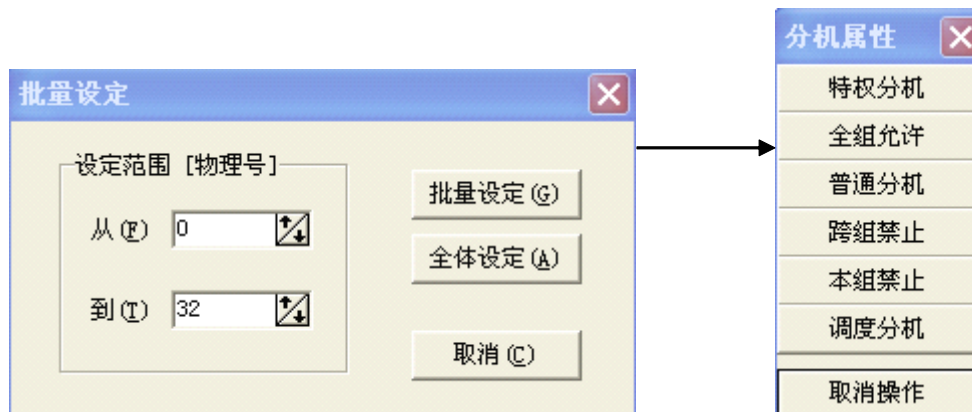 批量设定
设定范围 [物理号]
从(F) 0
到(T) 32
批量设定(G)
全体设定(A)
取消(C)
分机属性
特权分机
全组允许
普通分机
跨组禁止
本组禁止
调度分机
取消操作